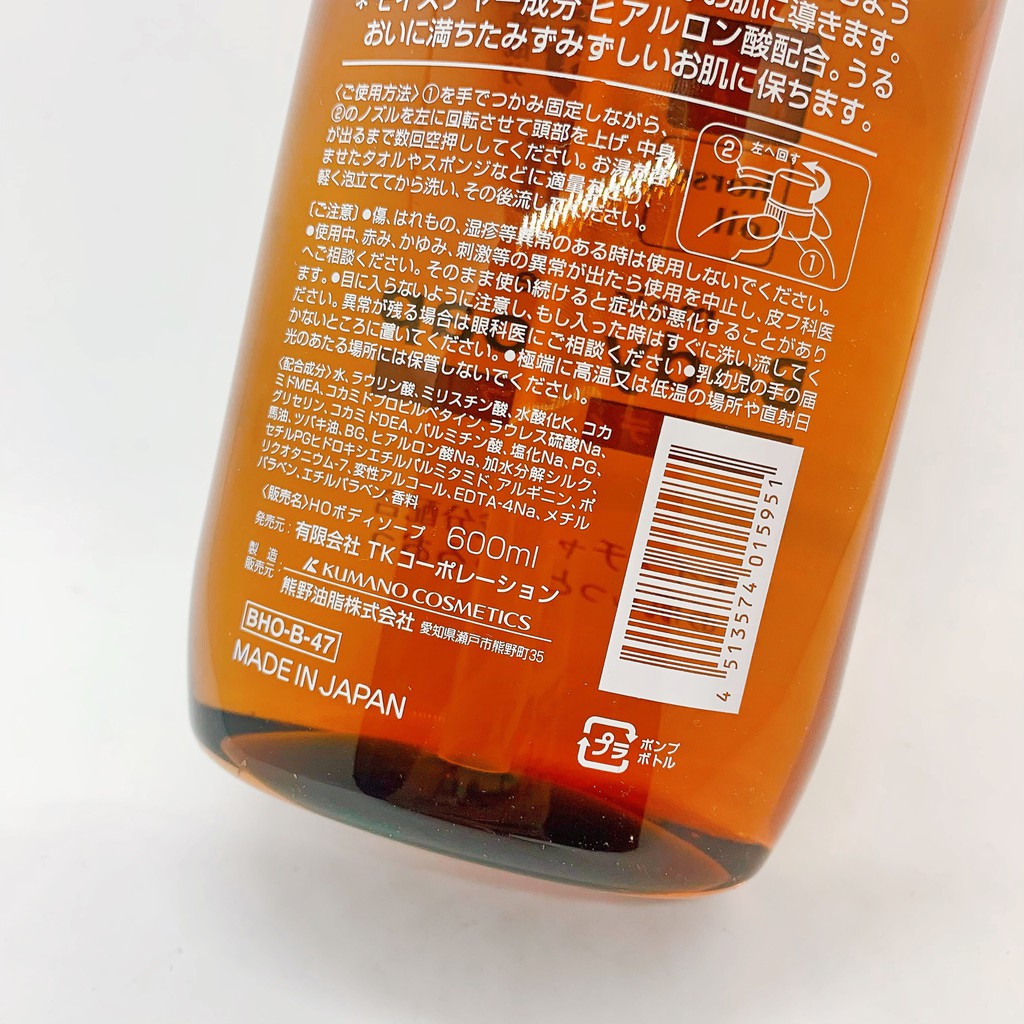 お肌に導きます。
モイスチャー成分 ヒアルロン酸配合。うる
おいに満ちたみずみずしいお肌に保ちます。
〈ご使用方法〉①を手でつかみ固定しながら、
②のノズルを左に回転させて頭部を上げ、中身
が出るまで数回空押ししてください。お湯
ませたタオルやスポンジなどに適量
軽く泡立ててから洗い、その後流し ください。
② 左へ回す
①
〔ご注意〕●傷、はれもの、湿疹等異常のある時は使用しないでください。
●使用中、赤み、かゆみ、刺激等の異常が出たら使用を中止し、皮フ科医
へご相談ください。そのまま使い続けると症状が悪化することがあり
ます。●目に入らないように注意し、もし入った時はすぐに洗い流してく
ださい。異常が残る場合は眼科医にご相談ください●乳幼児の手の届
かないところに置いてください。●極端に高温又は低温の場所や直射日
光のあたる場所には保管しないでください。
〈配合成分〉水、ラウリン酸、ミリスチン酸、水酸化K、コカ
ミドMEA、コカミドプロピルベタイン、ラウレス硫酸Na、
グリセリン、コカミドDEA、パルミチン酸、塩化Na、PG、
馬油、ツバキ油、BG、ヒアルロン酸Na、加水分解シルク、
セチルPGヒドロキシエチルパルミタミド、アルギニン、ポ
リクオタニウム-7、変性アルコール、EDTA-4Na、メチル
パラベン、エチルパラベン、香料
〈販売名〉HOボディソープ 600ml
発売元：有限会社 TKコーポレーション
製造販売元： KUMANO COSMETICS
熊野油脂株式会社 愛知県瀬戸市熊野町35
BHO-B-47
MADE IN JAPAN
4 513574 015951
プラ ポンプ
ボトル